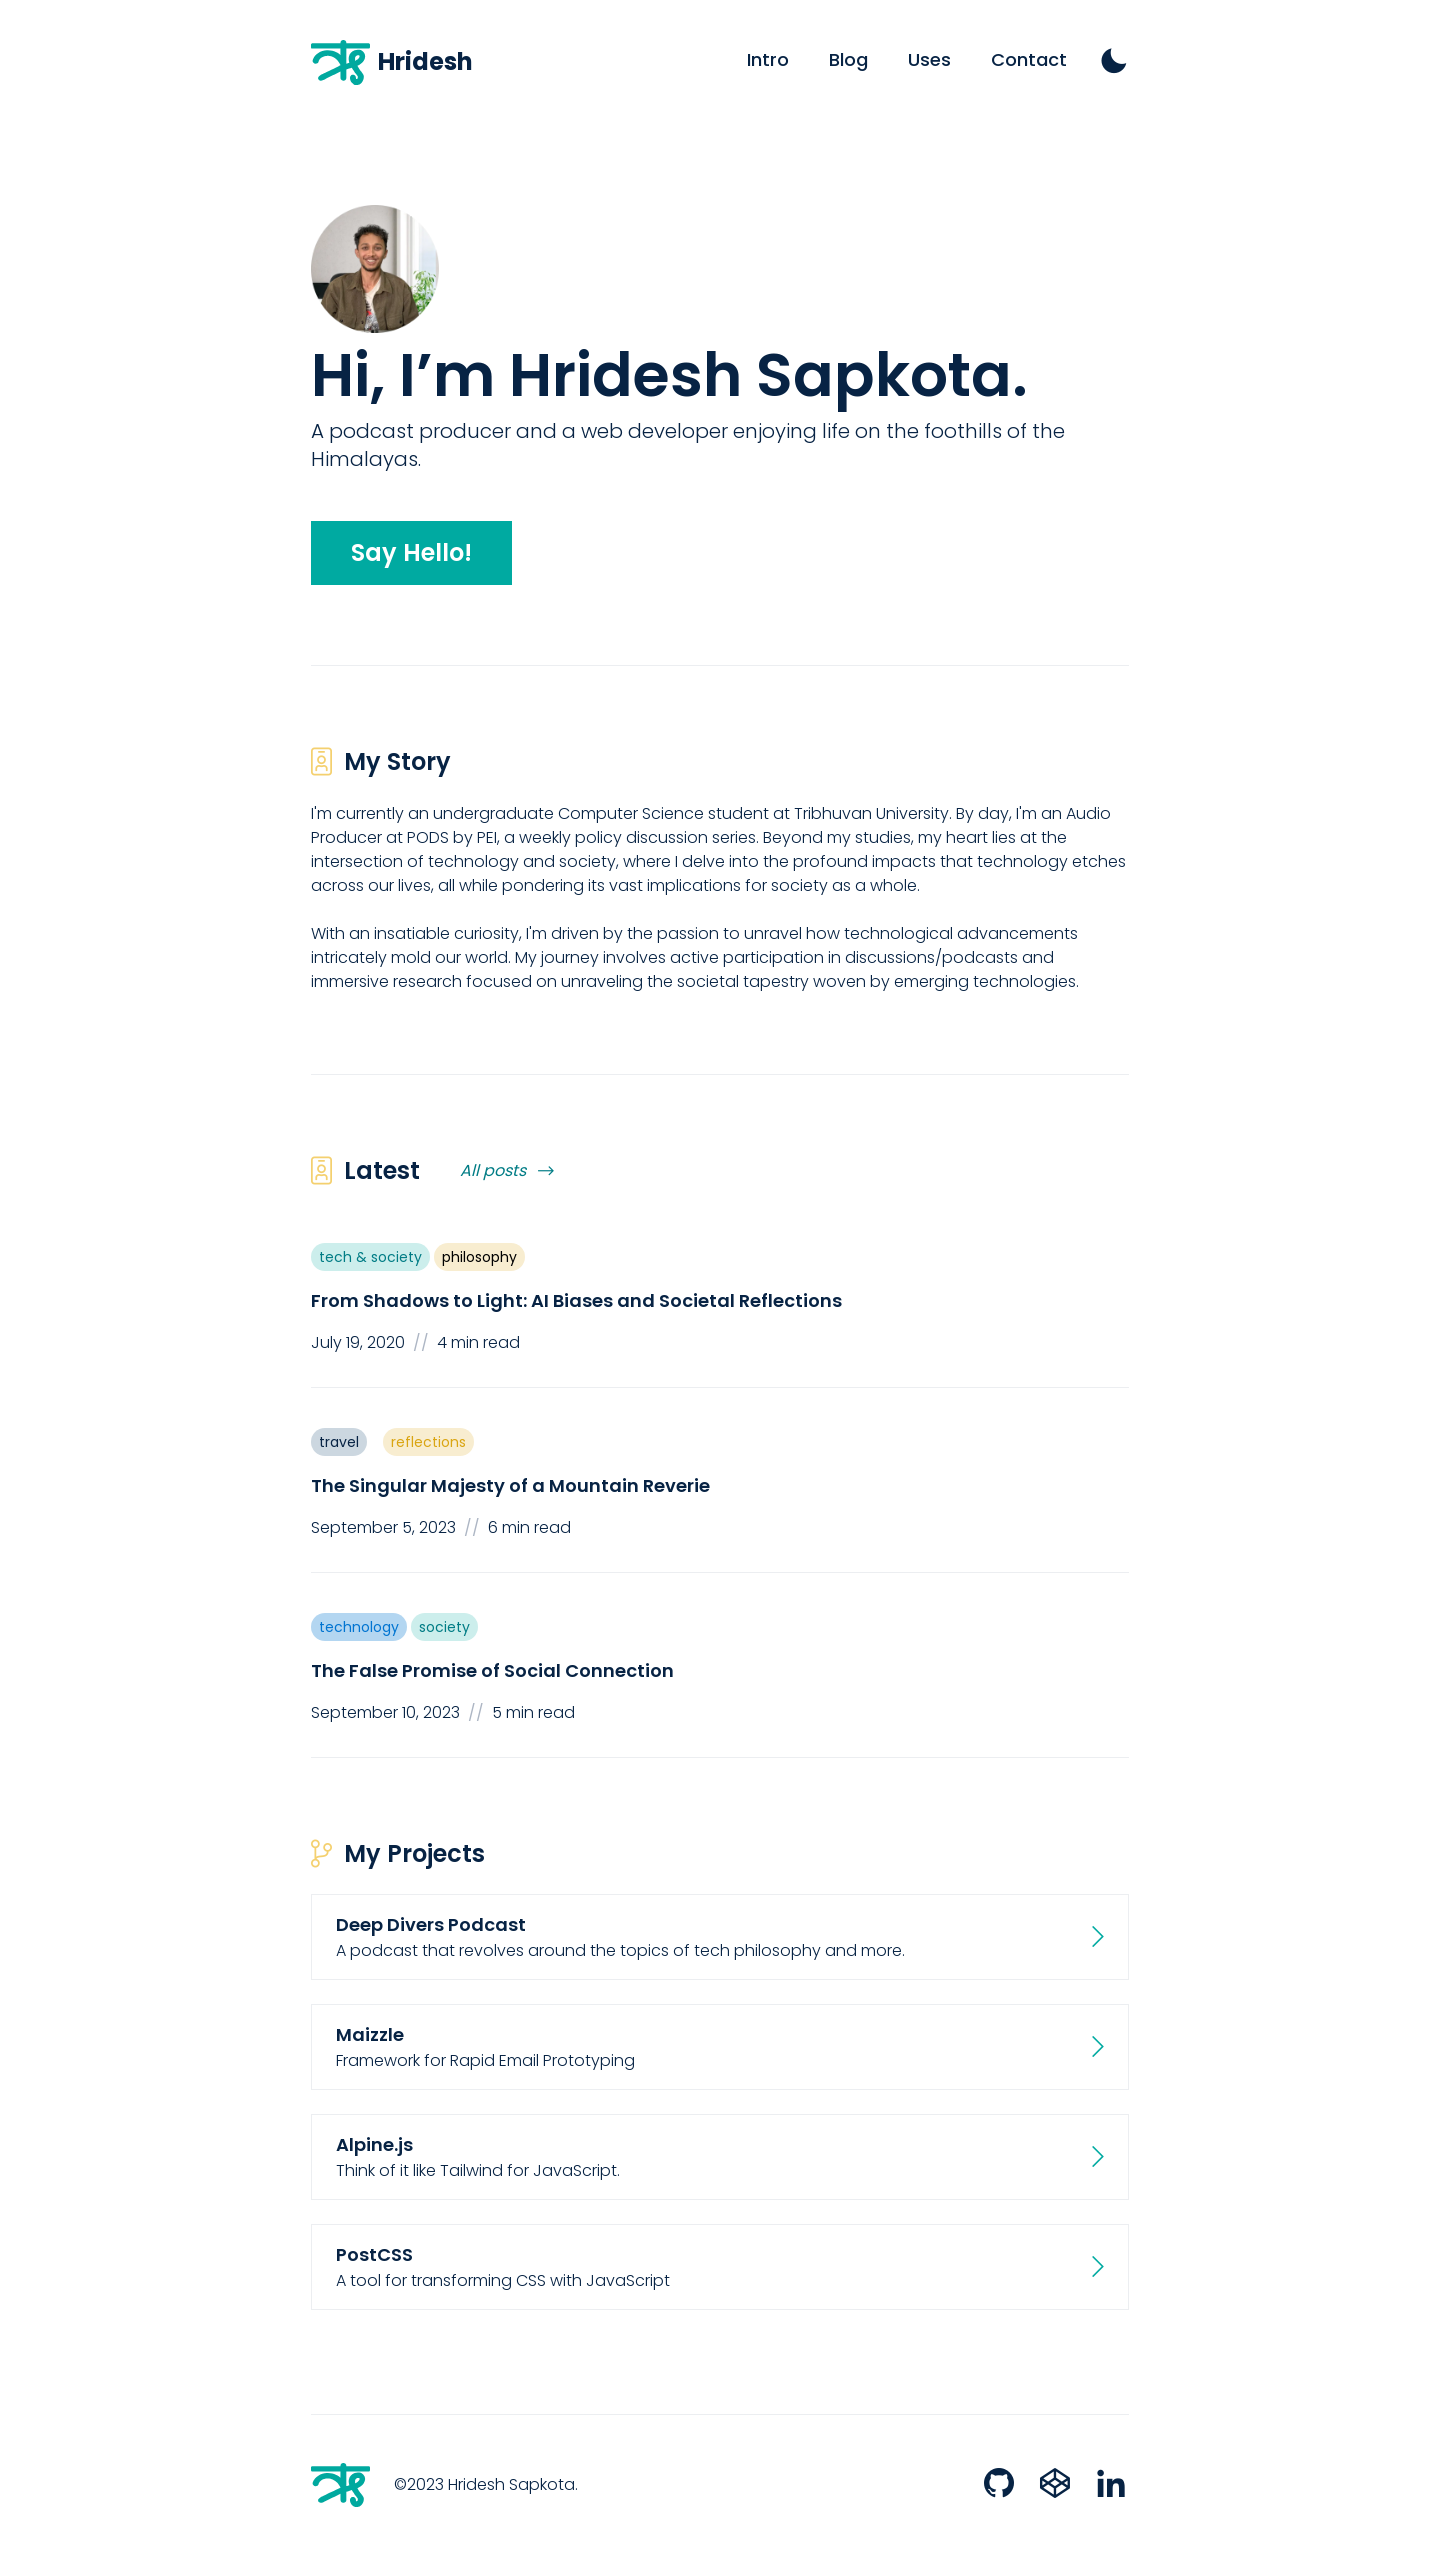 Hridesh
Intro
Blog
Uses
Contact
Hi, I’m Hridesh Sapkota.
A podcast producer and a web developer enjoying life on the foothills of the
Himalayas.
Say Hello!
My Story
I'm currently an undergraduate Computer Science student at Tribhuvan University. By day, I'm an Audio
Producer at PODS by PEI, a weekly policy discussion series. Beyond my studies, my heart lies at the
intersection of technology and society, where I delve into the profound impacts that technology etches
across our lives, all while pondering its vast implications for society as a whole.
With an insatiable curiosity, I'm driven by the passion to unravel how technological advancements
intricately mold our world. My journey involves active participation in discussions/podcasts and
immersive research focused on unraveling the societal tapestry woven by emerging technologies.
Latest
All posts →
tech & society philosophy
From Shadows to Light: AI Biases and Societal Reflections
July 19, 2020 // 4 min read
travel reflections
The Singular Majesty of a Mountain Reverie
September 5, 2023 // 6 min read
technology society
The False Promise of Social Connection
September 10, 2023 // 5 min read
My Projects
Deep Divers Podcast
A podcast that revolves around the topics of tech philosophy and more.
Maizzle
Framework for Rapid Email Prototyping
Alpine.js
Think of it like Tailwind for JavaScript.
PostCSS
A tool for transforming CSS with JavaScript
©2023 Hridesh Sapkota.
in